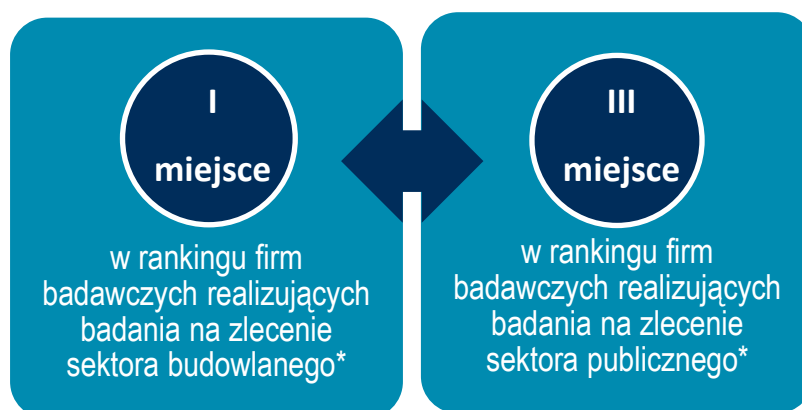 I
miejsce
w rankingu firm
badawczych realizujących
badania na zlecenie
sektora budowlanego*
III
miejsce
w rankingu firm
badawczych realizujących
badania na zlecenie
sektora publicznego*